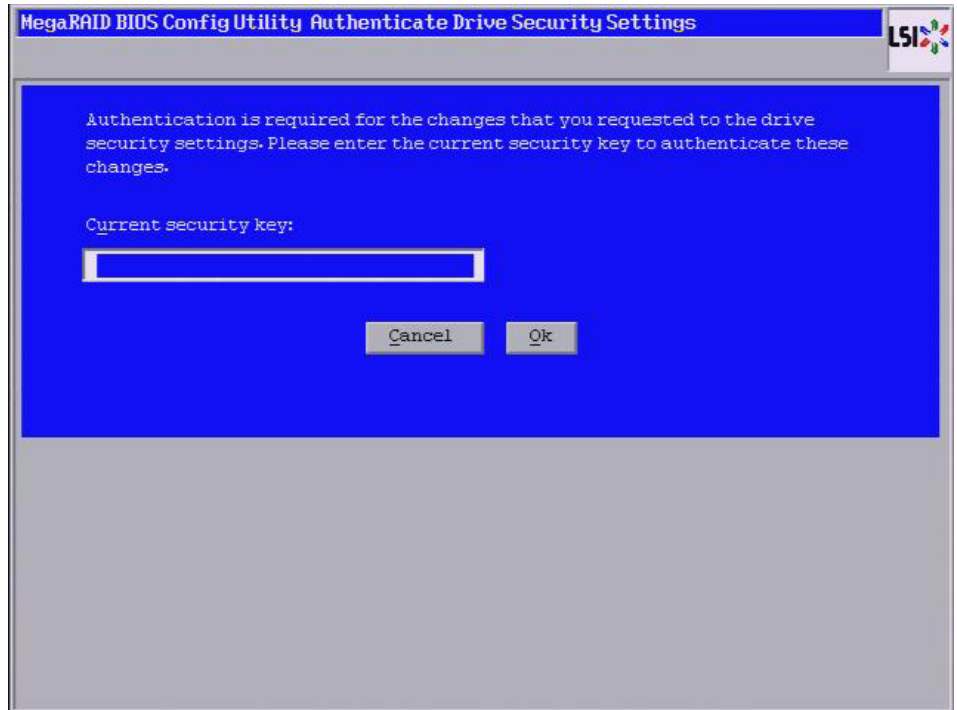 MegaRAID BIOS Config Utility Authenticate Drive Security Settings
LSI
Authentication is required for the changes that you requested to the drive
security settings. Please enter the current security key to authenticate these
changes.
Current security key:
Cancel Ok